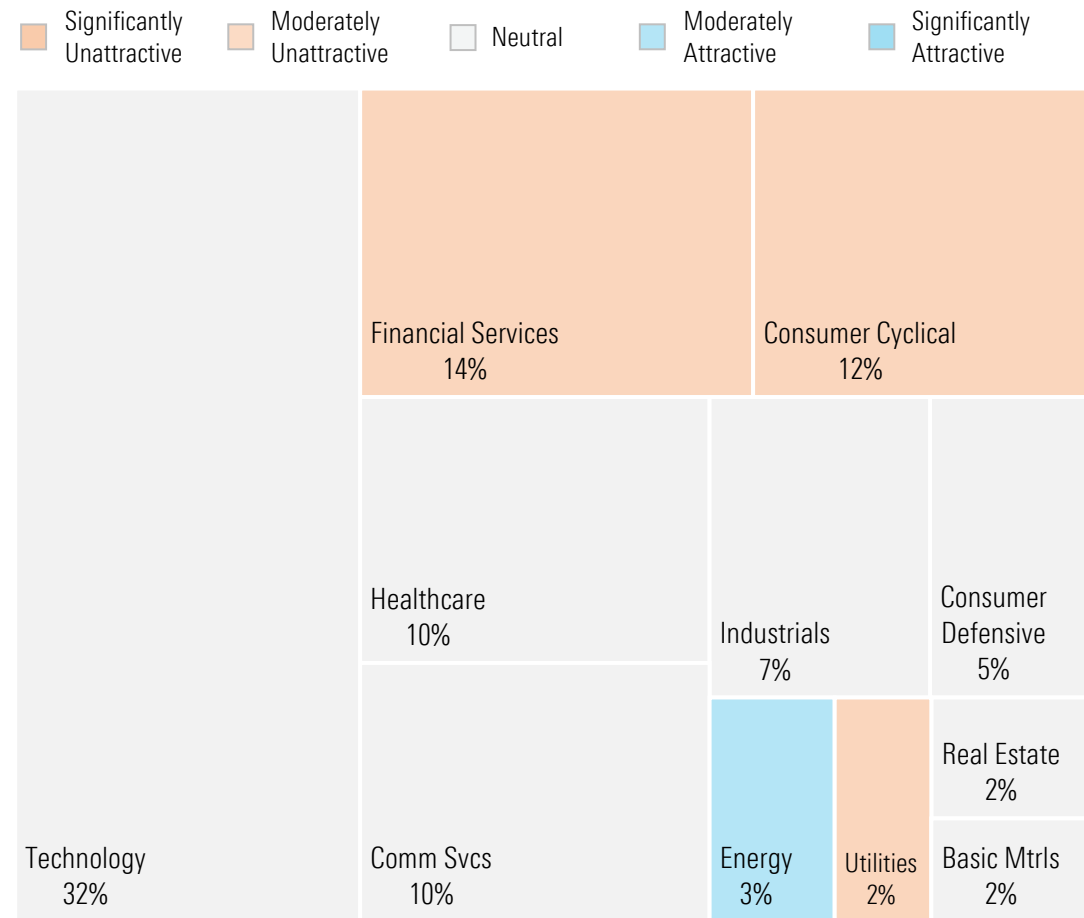 Significantly
Unattractive
Moderately
Unattractive
Neutral
Moderately
Attractive
Significantly
Attractive
Financial Services
14%
Consumer Cyclical
12%
Healthcare
10%
Industrials
7%
Consumer
Defensive
5%
Real Estate
2%
Technology
32%
Comm Svcs
10%
Energy
3%
Utilities
2%
Basic Mtrls
2%